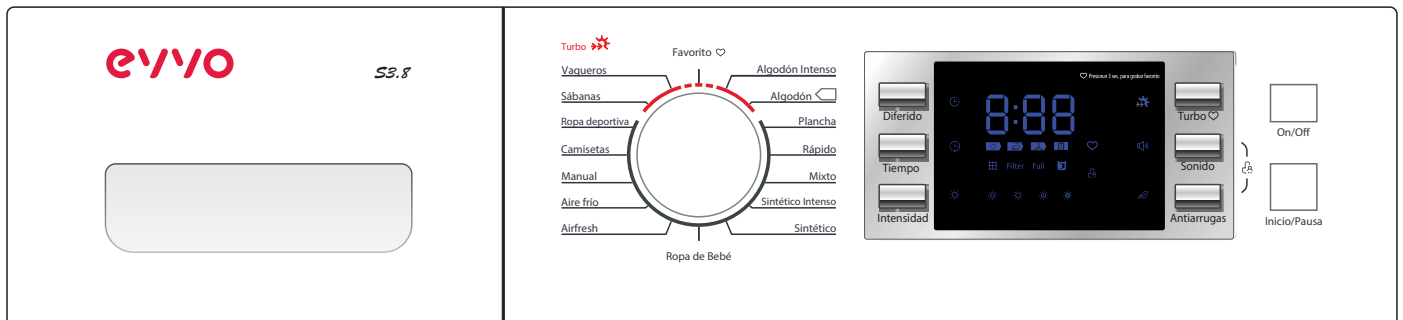 evvo
S3.8
Turbo
Favorito
Vaqueros
Sábanas
Ropa deportiva
Camisetas
Manual
Aire frío
Airfresh
Ropa de Bebé
Algodón Intenso
Algodón
Plancha
Rápido
Mixto
Sintético Intenso
Sintético
Diferido
Tiempo
Intensidad
Presionar 3 sec. para grabar favorito
8:88
Filter Full
Turbo
Sonido
Antiarrugas
On/Off
Inicio/Pausa